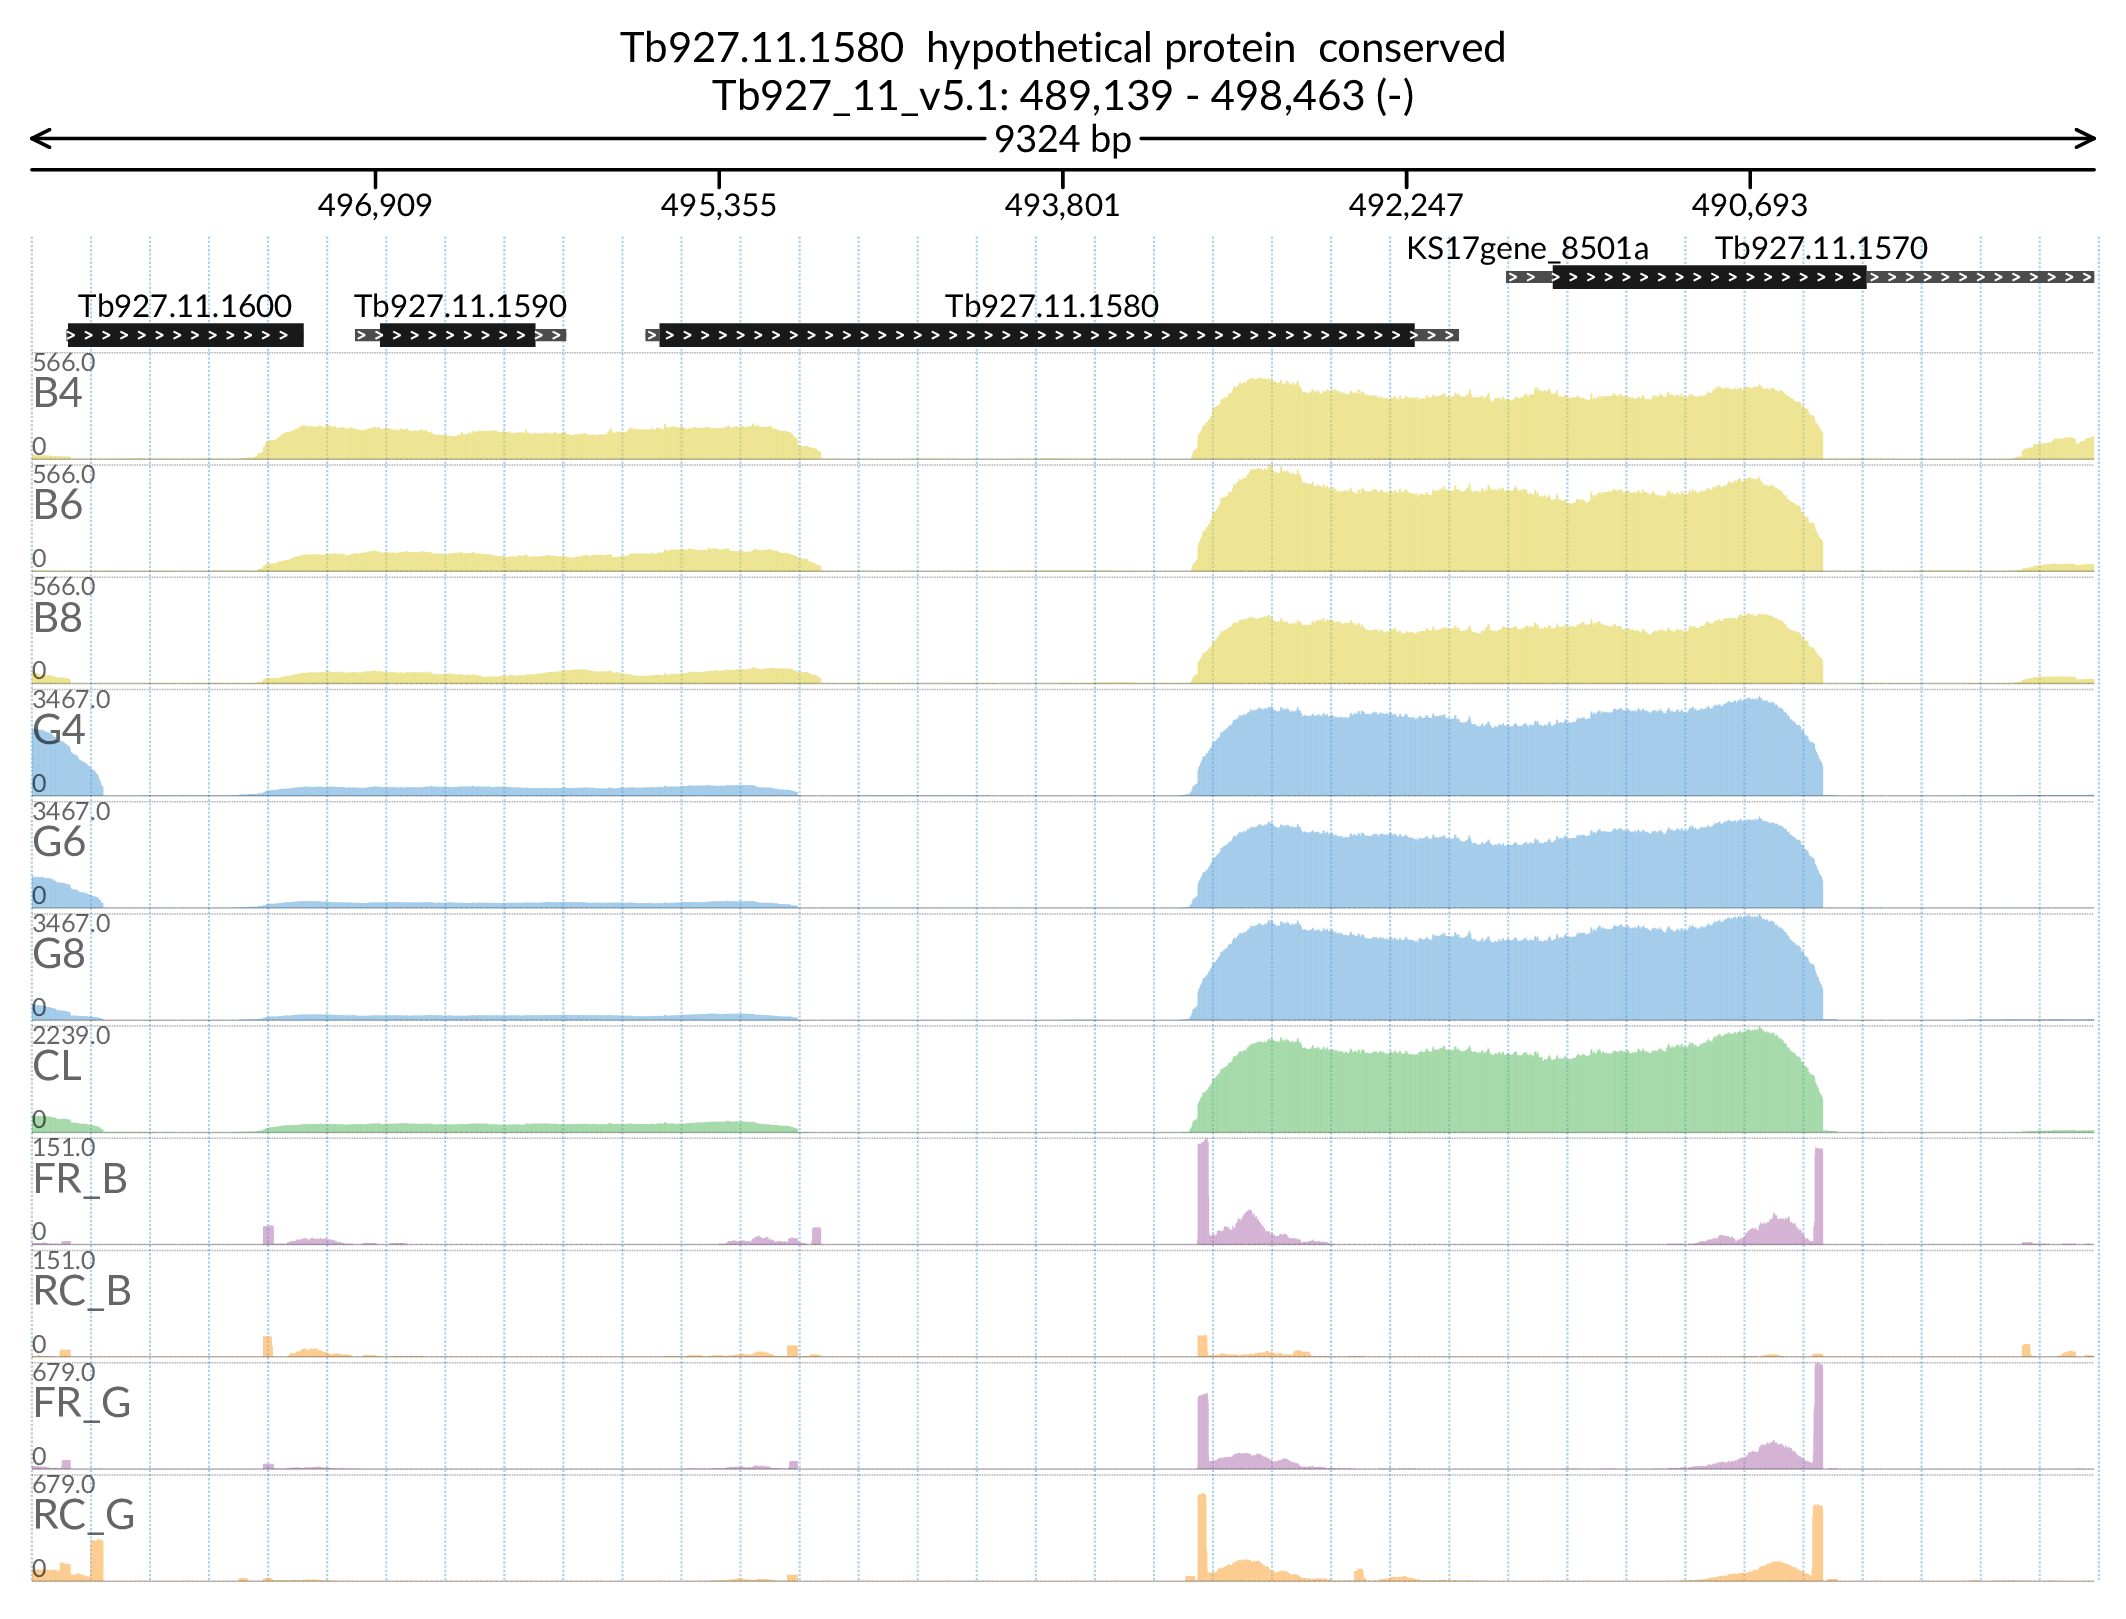 Tb927.11.1580  hypothetical protein  conserved
Tb927_11_v5.1: 489,139 - 498,463 (-)
9324 bp
496,909 495,355 493,801 492,247 490,693
KS17gene_8501a Tb927.11.1570
Tb927.11.1600 Tb927.11.1590 Tb927.11.1580
566.0
B4
0
566.0
B6
0
566.0
B8
0
3467.0
G4
0
3467.0
G6
0
3467.0
G8
0
2239.0
CL
0
151.0
FR_B
0
151.0
RC_B
0
679.0
FR_G
0
679.0
RC_G
0